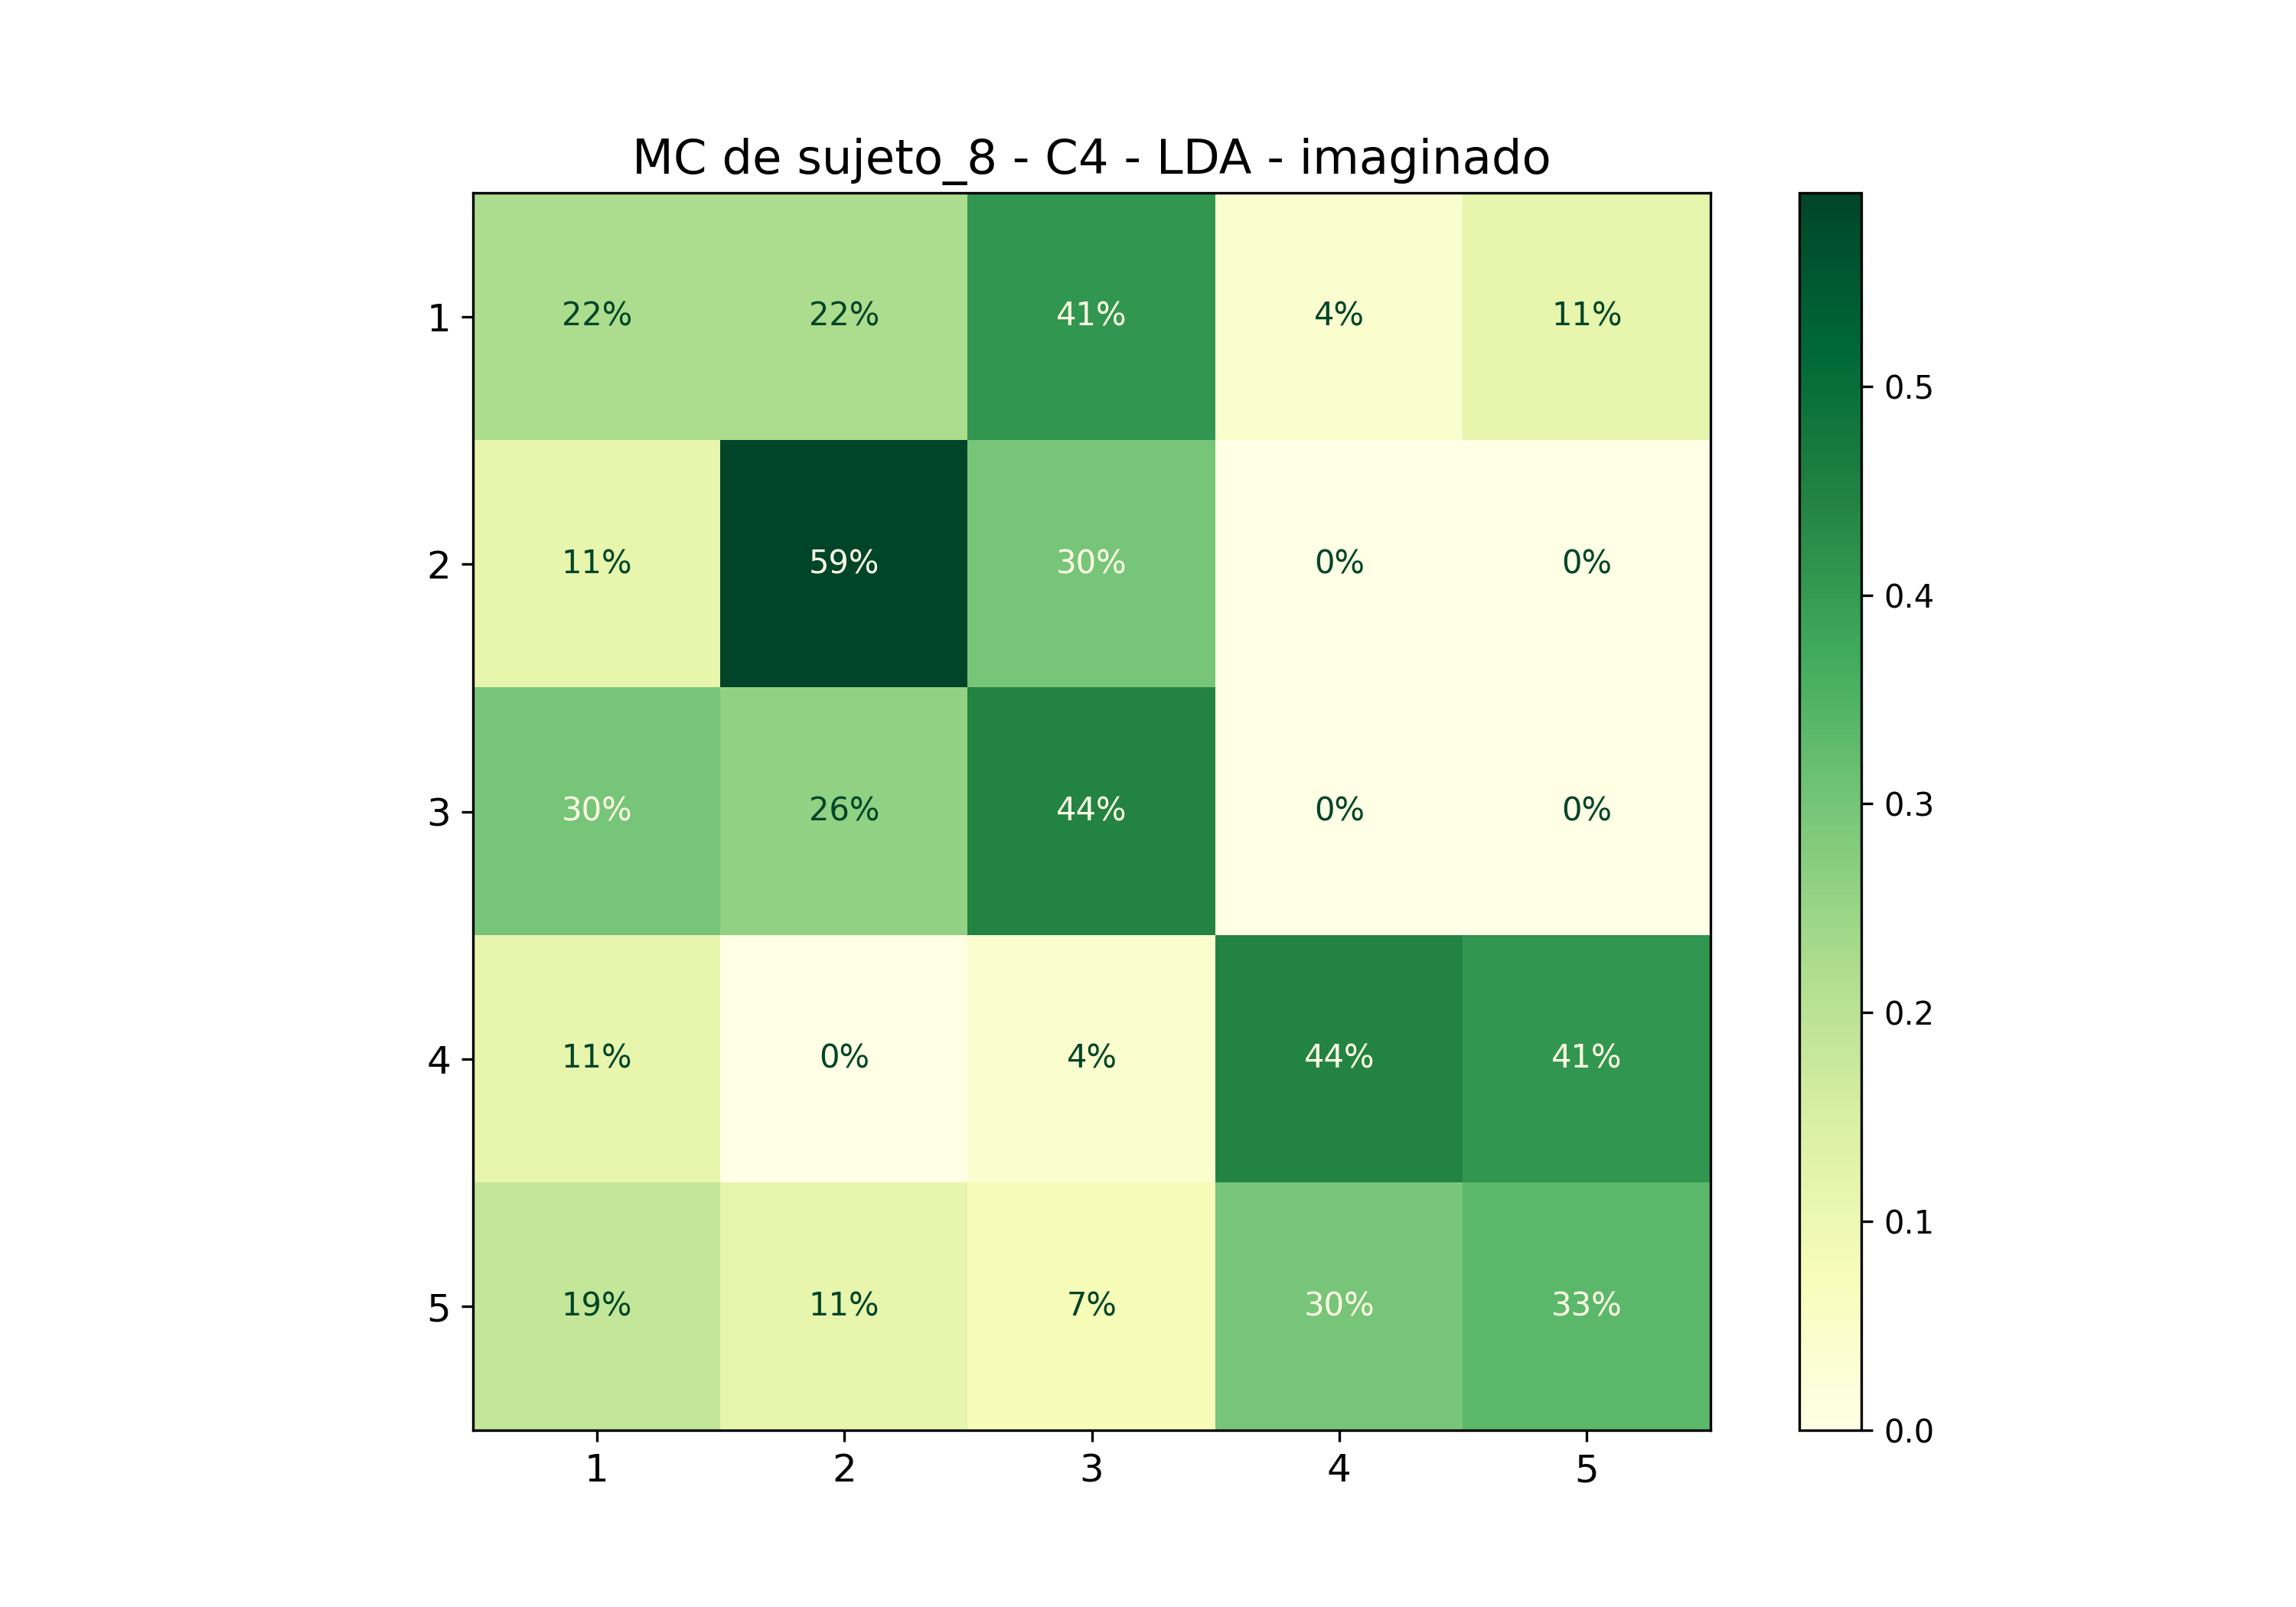 MC de sujeto_8 - C4 - LDA - imaginado
1 22% 22% 41% 4% 11%
0.5
2 11% 59% 30% 0% 0%
0.4
3 30% 26% 44% 0% 0%
0.3
4 11% 0% 4% 44% 41%
0.2
0.1
5 19% 11% 7% 30% 33%
0.0
1 2 3 4 5